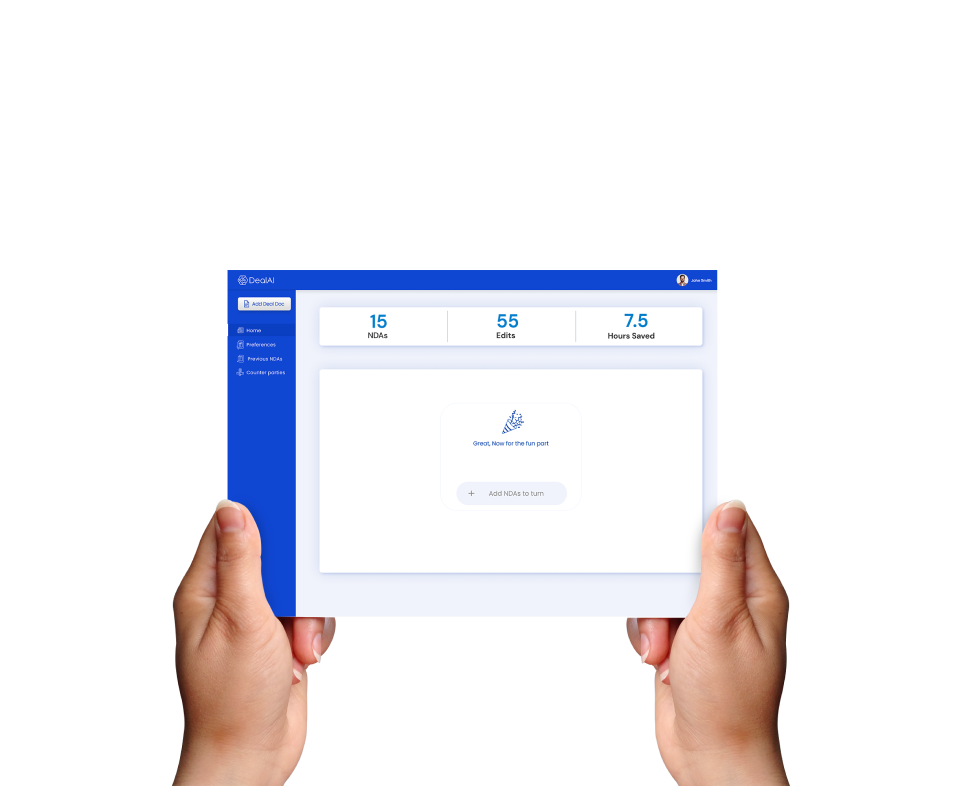 DealAI
John Smith
Add Deal Doc
Home
Preferences
Previous NDAs
Counter parties
15
NDAs
55
Edits
7.5
Hours Saved
Great, Now for the fun part
+ Add NDAs to turn